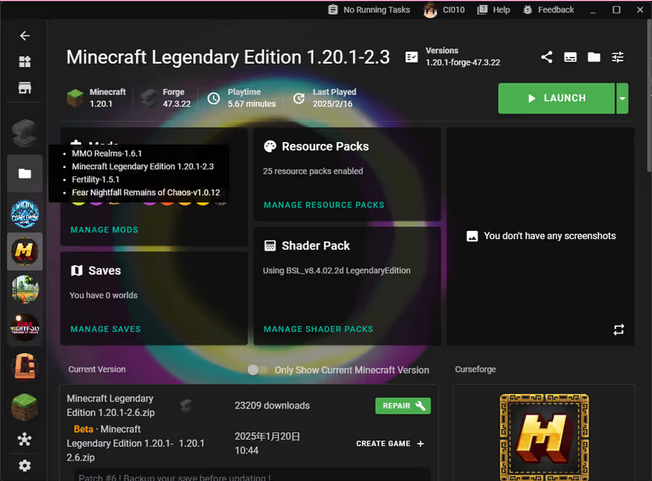 No Running Tasks
CI010
Help
Feedback
Minecraft Legendary Edition 1.20.1-2.3
Versions
1.20.1-forge-47.3.22
Minecraft
1.20.1
Forge
47.3.22
Playtime
5.67 minutes
Last Played
2025/2/16
LAUNCH
Mods
MMO Realms-1.6.1
Minecraft Legendary Edition 1.20.1-2.3
Fertility-1.5.1
Fear Nightfall Remains of Chaos-v1.0.12
MANAGE MODS
Resource Packs
25 resource packs enabled
MANAGE RESOURCE PACKS
Saves
You have 0 worlds
MANAGE SAVES
Shader Pack
Using BSL_v8.4.02.2d LegendaryEdition
MANAGE SHADER PACKS
You don't have any screenshots
Current Version
Only Show Current Minecraft Version
Curseforge
Minecraft Legendary
Edition 1.20.1-2.6.zip
23209 downloads
REPAIR
Beta · Minecraft
Legendary Edition 1.20.1-
2.6.zip
1.20.1
2025年1月20日
10:44
CREATE GAME +
Patch #6 ! Backup your save before updating !
M